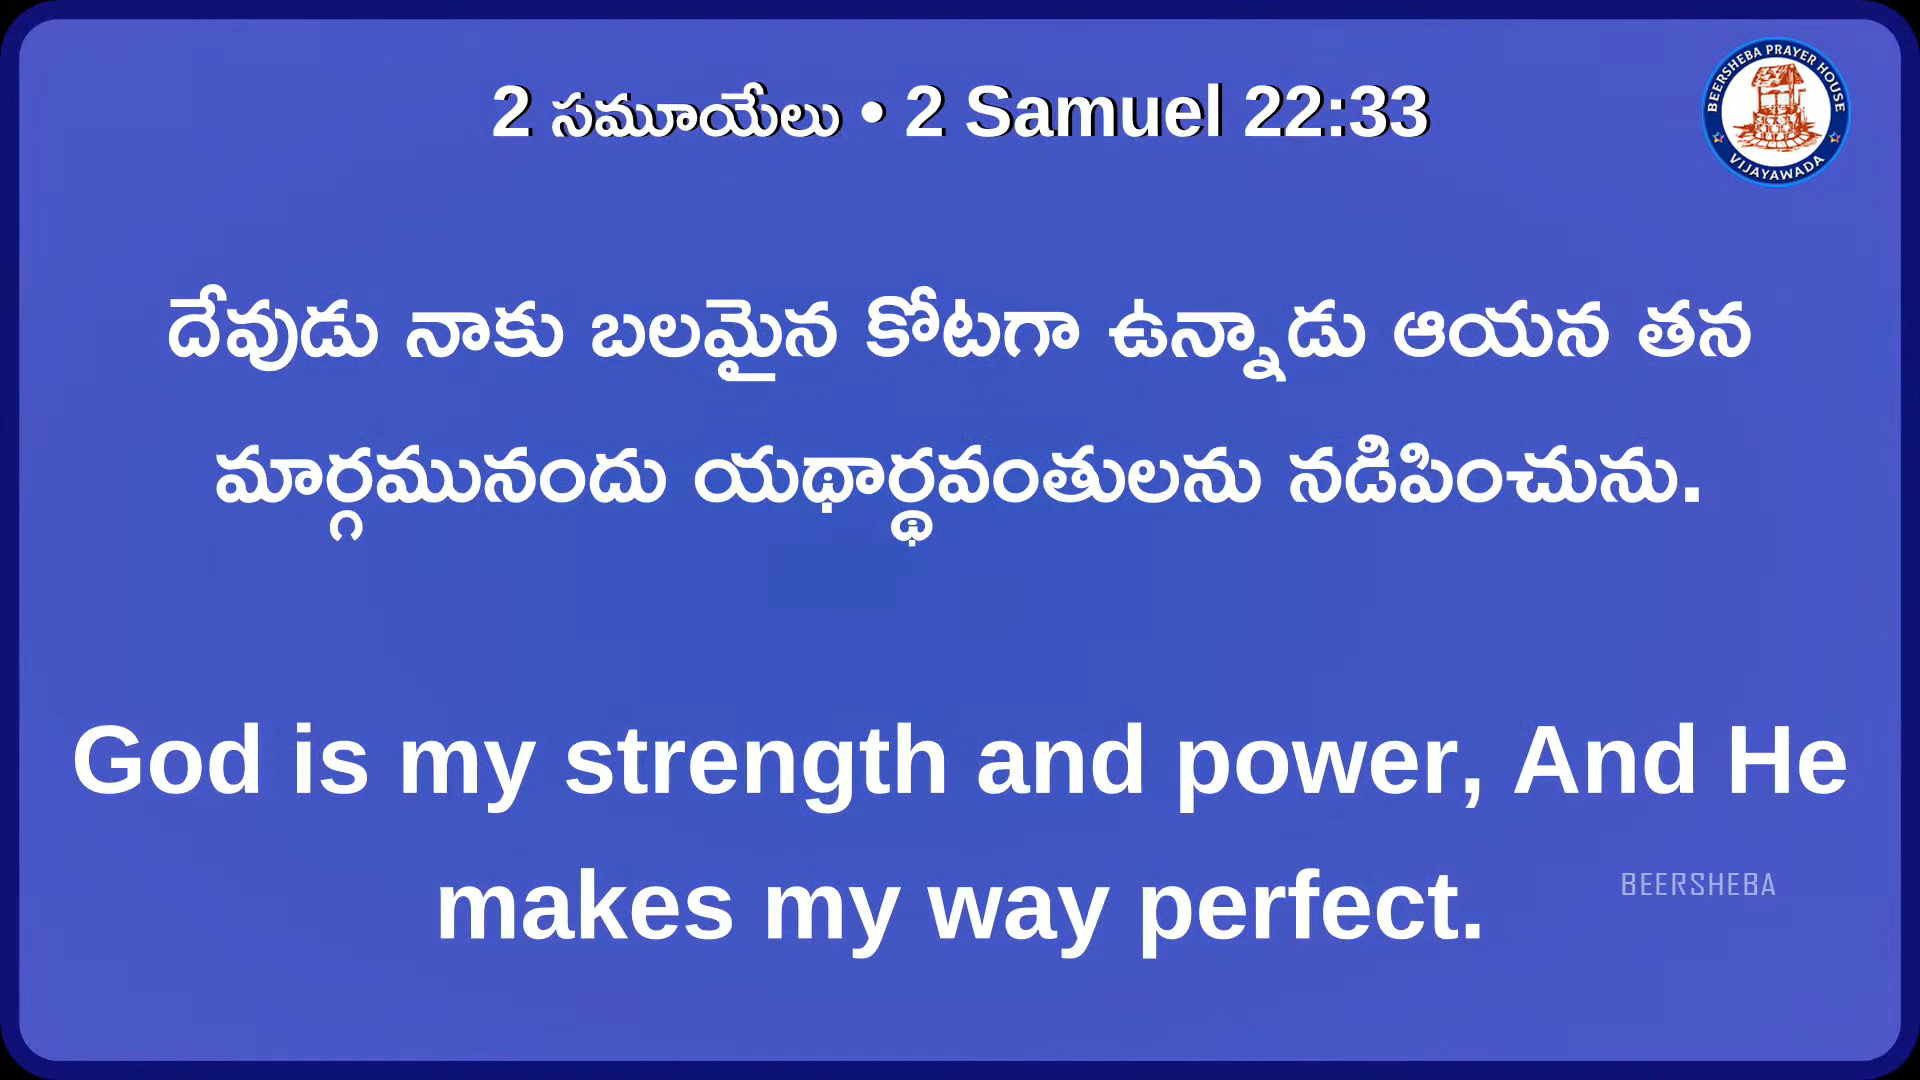 2 సమూయేలు • 2 Samuel 22:33
BEERSHEBA PRAYER HOUSE
VIJAYAWADA
దేవుడు నాకు బలమైన కోటగా ఉన్నాడు ఆయన తన
మార్గమునందు యథార్థవంతులను నడిపించును.
God is my strength and power, And He
makes my way perfect.
BEERSHEBA